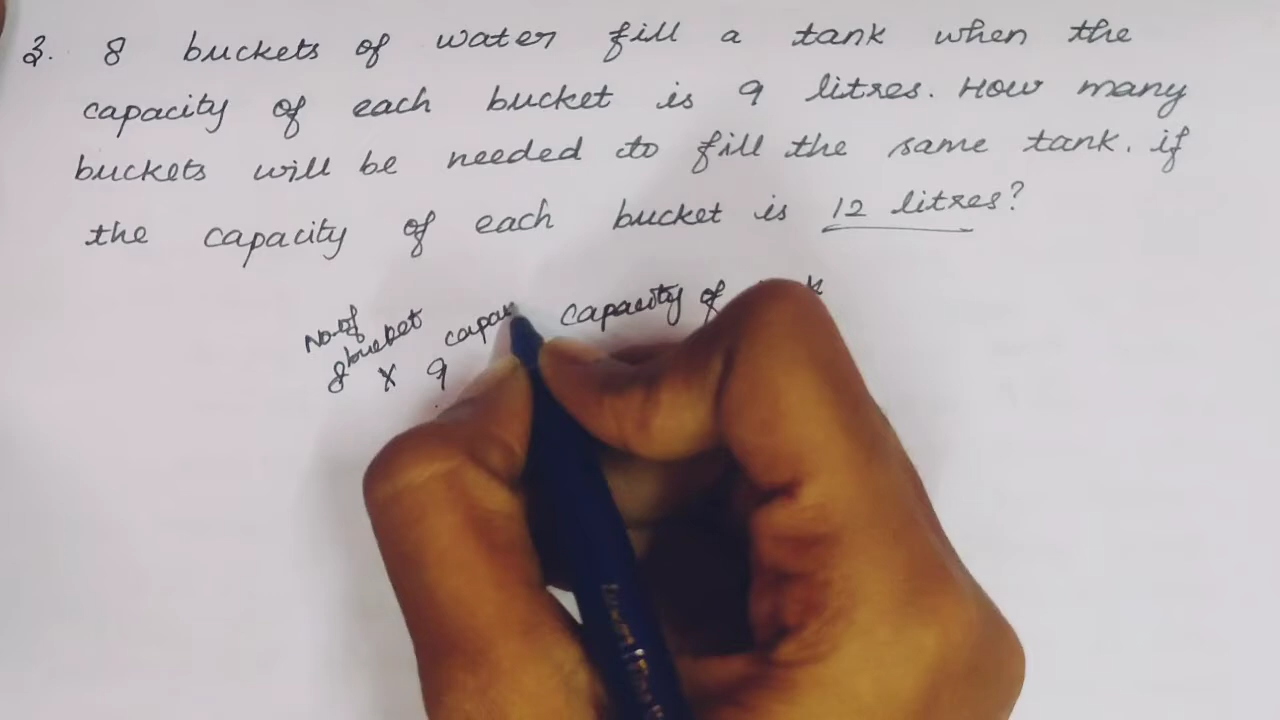 3. 8 buckets of water fill a tank when the
capacity of each bucket is 9 litres. How many
buckets will be needed to fill the same tank. if
the capacity of each bucket is 12 litres?
No. of capa capacity of
bucket
8 x 9